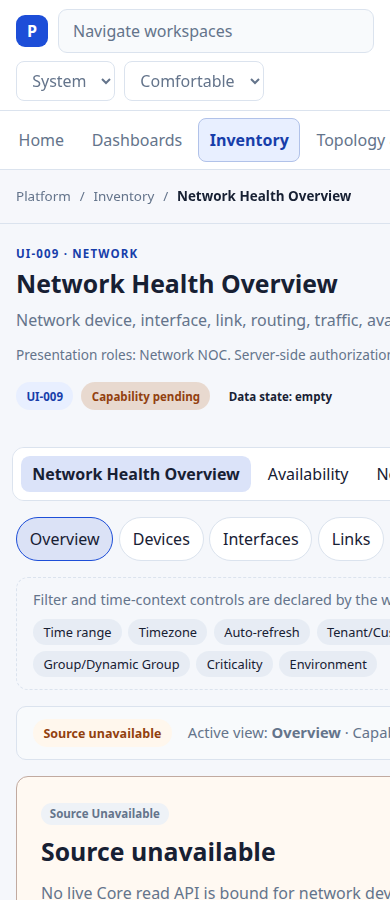 P
Navigate workspaces
System Comfortable
Home Dashboards Inventory Topology
Platform / Inventory / Network Health Overview
UI-009 · NETWORK
Network Health Overview
Network device, interface, link, routing, traffic, ava
Presentation roles: Network NOC. Server-side authorization
UI-009 Capability pending Data state: empty
Network Health Overview Availability
Overview Devices Interfaces Links
Filter and time-context controls are declared by the w
Time range Timezone Auto-refresh Tenant/Cus
Group/Dynamic Group Criticality Environment
Source unavailable Active view: Overview · Capa
Source Unavailable
Source unavailable
No live Core read API is bound for network dev